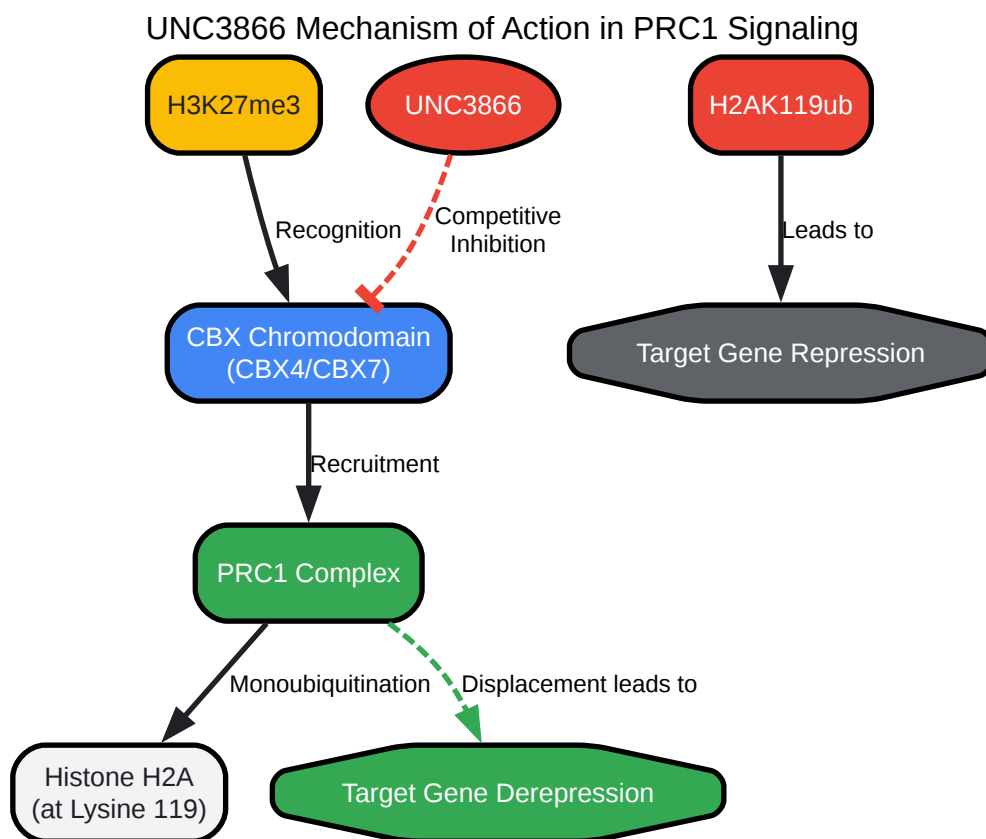 UNC3866 Mechanism of Action in PRC1 Signaling
H3K27me3
UNC3866
H2AK119ub
Recognition
Competitive
Inhibition
Leads to
CBX Chromodomain
(CBX4/CBX7)
Target Gene Repression
Recruitment
PRC1 Complex
Monoubiquitination
Displacement leads to
Histone H2A
(at Lysine 119)
Target Gene Derepression